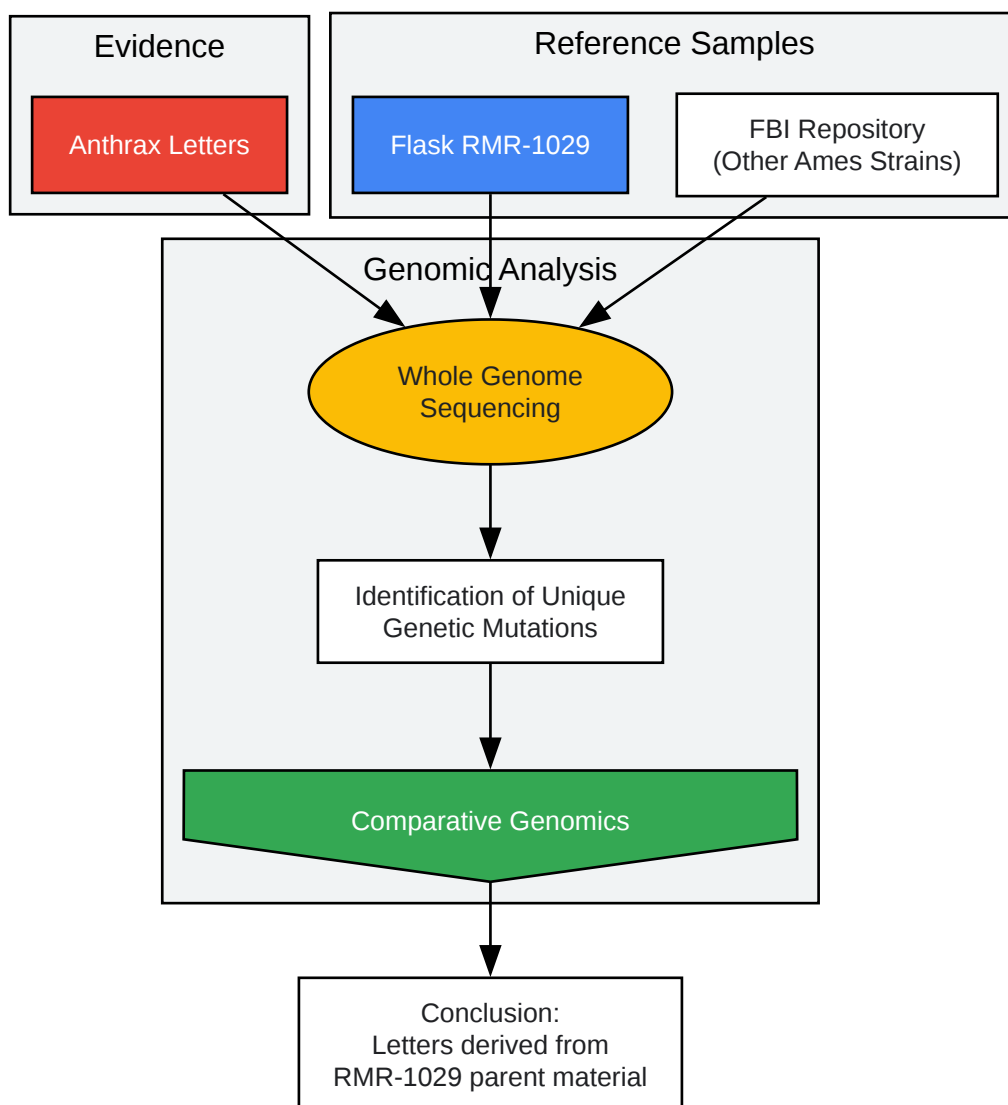 Evidence
Reference Samples
Anthrax Letters
Flask RMR-1029
FBI Repository
(Other Ames Strains)
Genomic Analysis
Whole Genome
Sequencing
Identification of Unique
Genetic Mutations
Comparative Genomics
Conclusion:
Letters derived from
RMR-1029 parent material